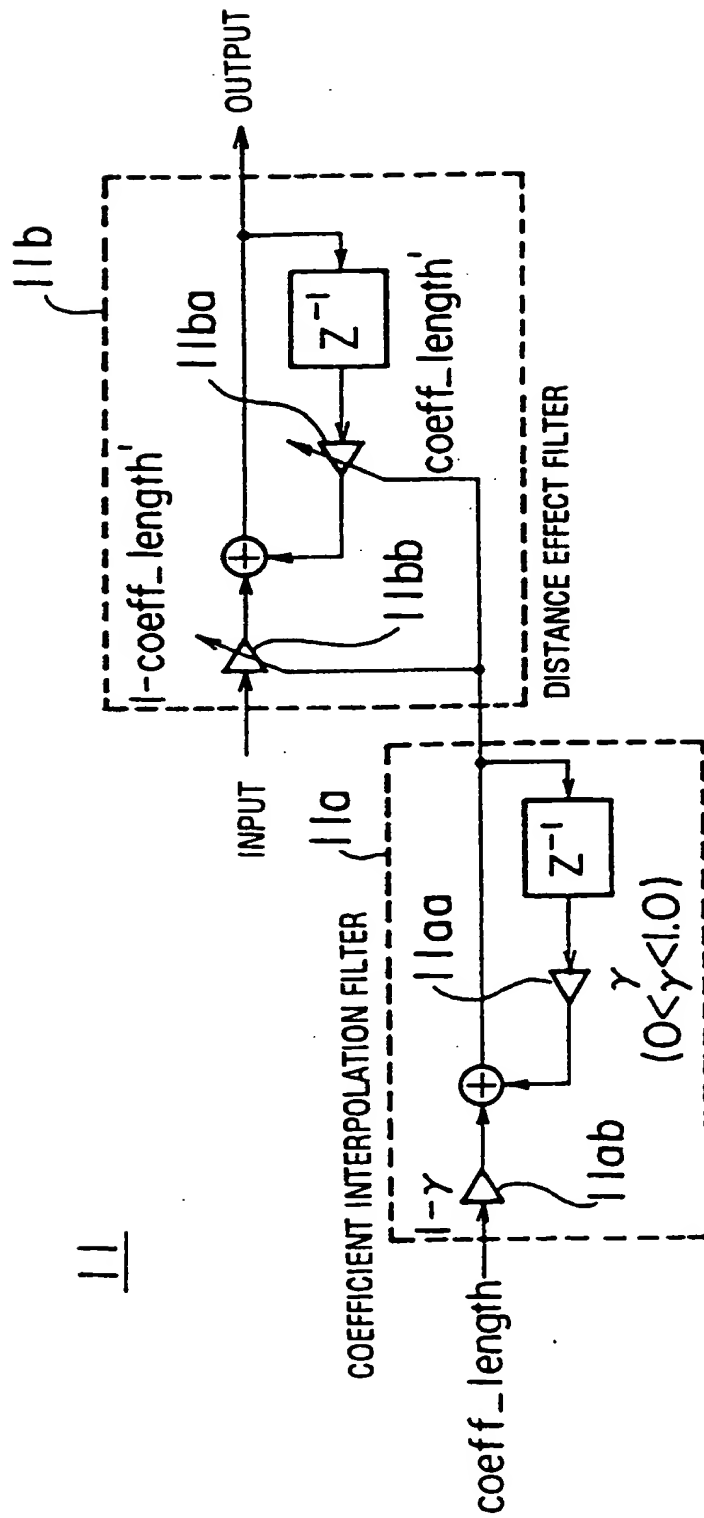 11
11b
1-coeff_length'
11ba
OUTPUT
Z⁻¹
11bb
coeff_length'
INPUT
DISTANCE EFFECT FILTER
11a
COEFFICIENT INTERPOLATION FILTER
11aa
1-γ
Z⁻¹
coeff_length
11ab
γ
(0<γ<1.0)